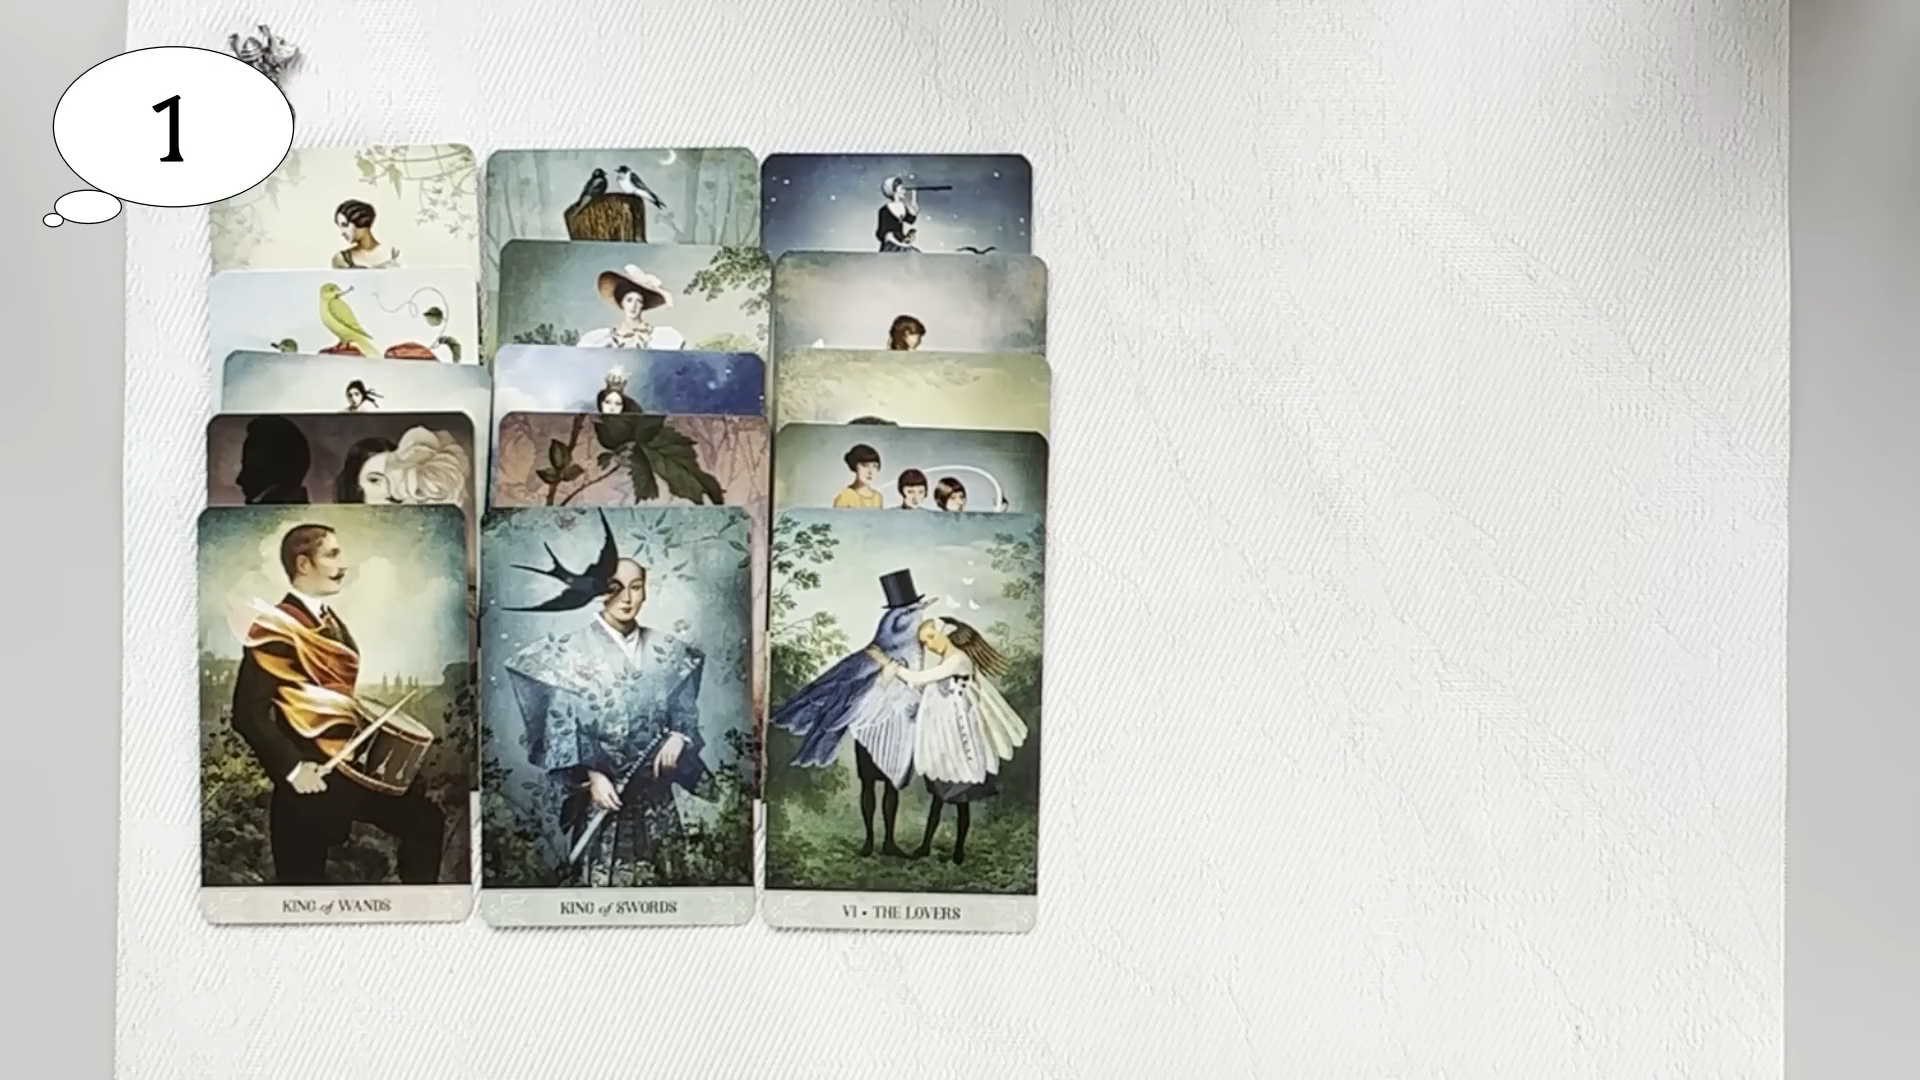 1
KING of WANDS
KING of SWORDS
VI • THE LOVERS